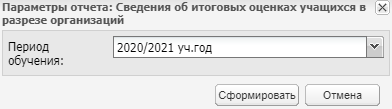 Параметры отчета: Сведения об итоговых оценках учащихся в
разрезе организаций
Период
обучения:
2020/2021 уч.год
Сформировать
Отмена